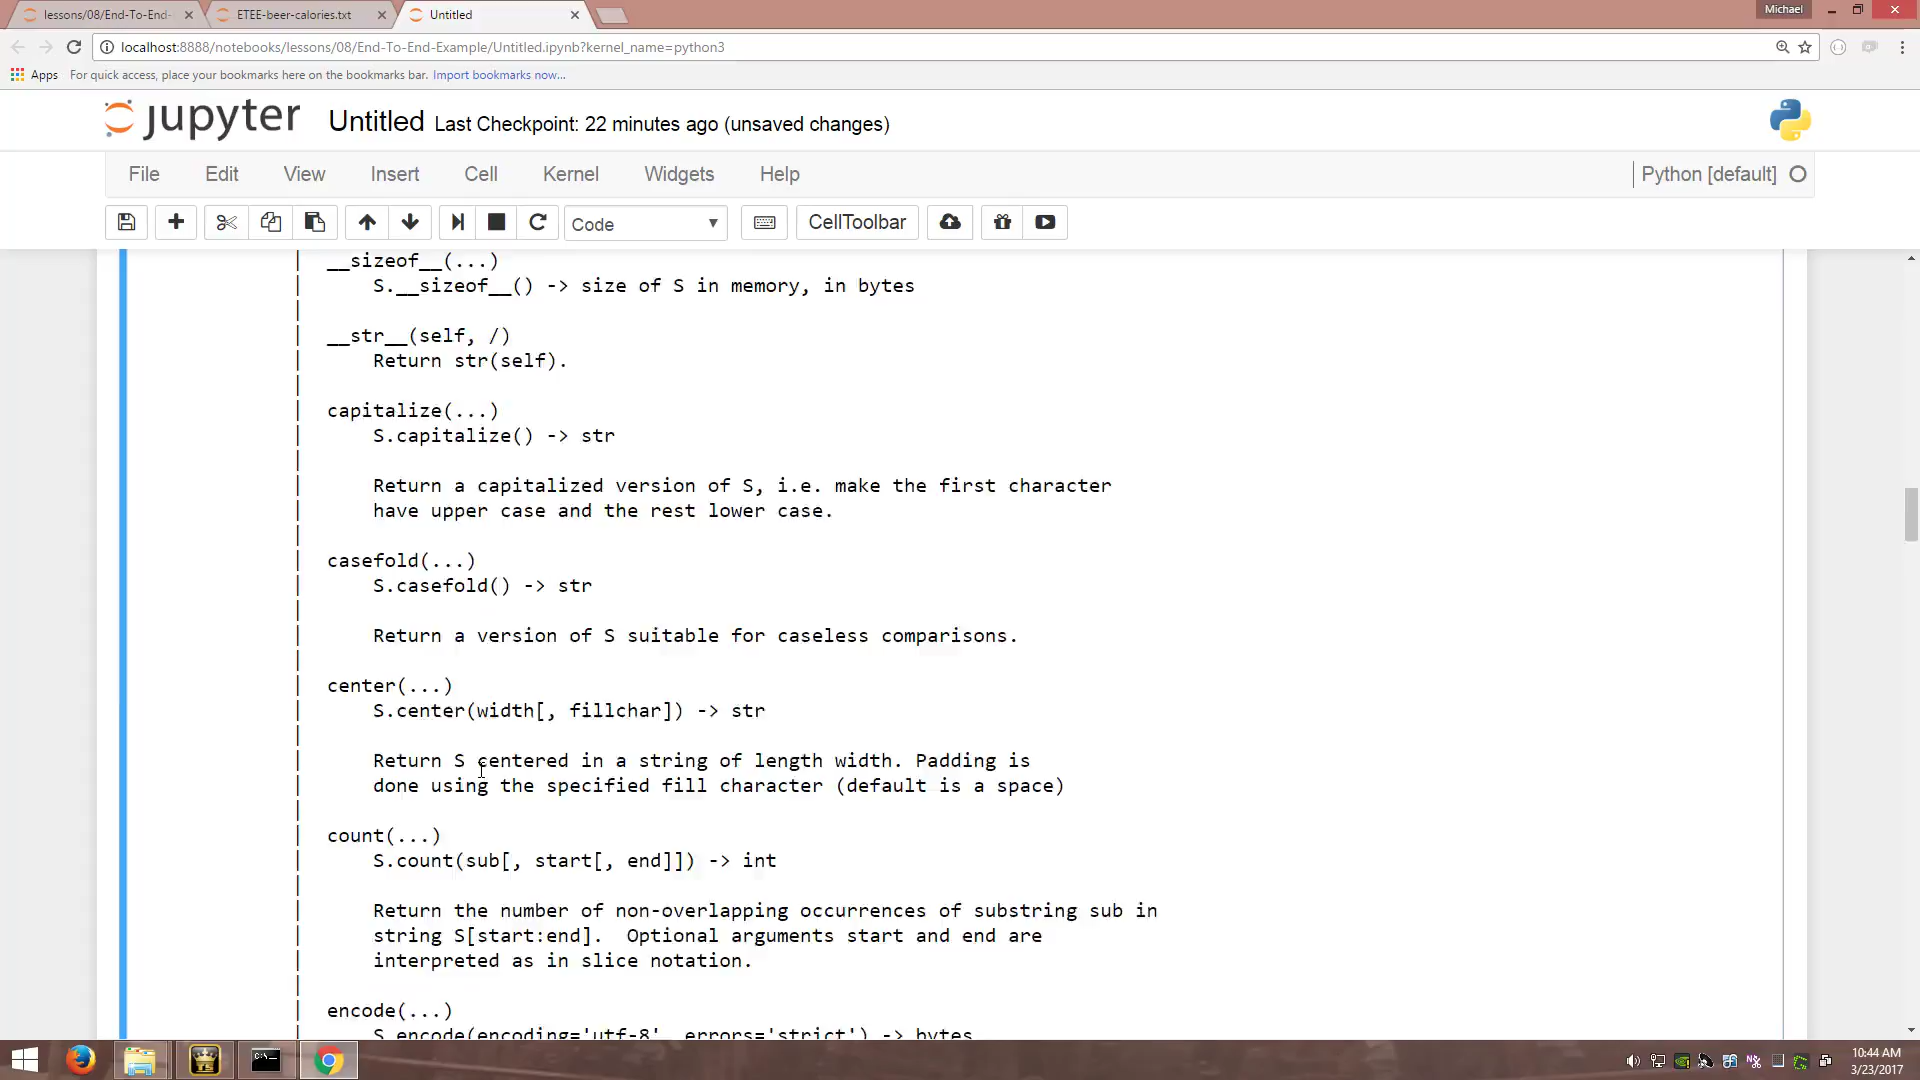 lessons/08/End-To-End- ETEE-beer-calories.txt Untitled Michael
localhost:8888/notebooks/lessons/08/End-To-End-Example/Untitled.ipynb?kernel_name=python3
Apps For quick access, place your bookmarks here on the bookmarks bar. Import bookmarks now...
jupyter Untitled Last Checkpoint: 22 minutes ago (unsaved changes)
File Edit View Insert Cell Kernel Widgets Help Python [default]
Code CellToolbar
| __sizeof__(...)
|     S.__sizeof__() -> size of S in memory, in bytes
|
| __str__(self, /)
|     Return str(self).
|
| capitalize(...)
|     S.capitalize() -> str
|
|     Return a capitalized version of S, i.e. make the first character
|     have upper case and the rest lower case.
|
| casefold(...)
|     S.casefold() -> str
|
|     Return a version of S suitable for caseless comparisons.
|
| center(...)
|     S.center(width[, fillchar]) -> str
|
|     Return S centered in a string of length width. Padding is
|     done using the specified fill character (default is a space)
|
| count(...)
|     S.count(sub[, start[, end]]) -> int
|
|     Return the number of non-overlapping occurrences of substring sub in
|     string S[start:end].  Optional arguments start and end are
|     interpreted as in slice notation.
|
| encode(...)
|     S.encode(encoding='utf-8', errors='strict') -> bytes
10:44 AM
3/23/2017